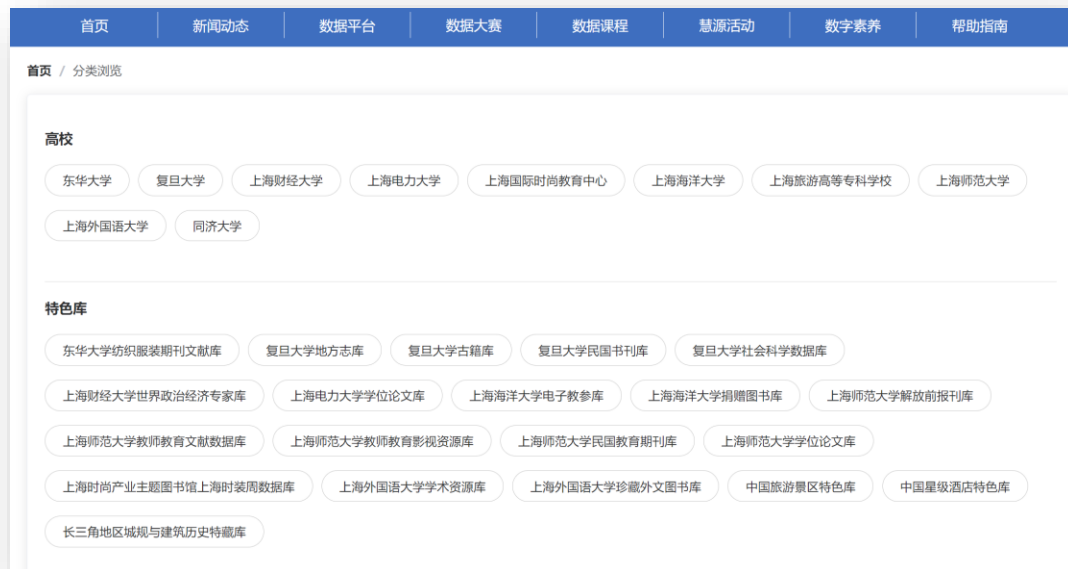 首页 新闻动态 数据平台 数据大赛 数据课程 慧源活动 数字素养 帮助指南
首页 / 分类浏览
高校
东华大学 复旦大学 上海财经大学 上海电力大学 上海国际时尚教育中心 上海海洋大学 上海旅游高等专科学校 上海师范大学
上海外国语大学 同济大学
特色库
东华大学纺织服装期刊文献库 复旦大学地方志库 复旦大学古籍库 复旦大学民国书刊库 复旦大学社会科学数据库
上海财经大学世界政治经济专家库 上海电力大学学位论文库 上海海洋大学电子教参库 上海海洋大学捐赠图书库 上海师范大学解放前报刊库
上海师范大学教师教育文献数据库 上海师范大学教师教育影视资源库 上海师范大学民国教育期刊库 上海师范大学学位论文库
上海时尚产业主题图书馆上海时装周数据库 上海外国语大学学术资源库 上海外国语大学珍藏外文图书库 中国旅游景区特色库 中国星级酒店特色库
长三角地区城规与建筑历史特藏库